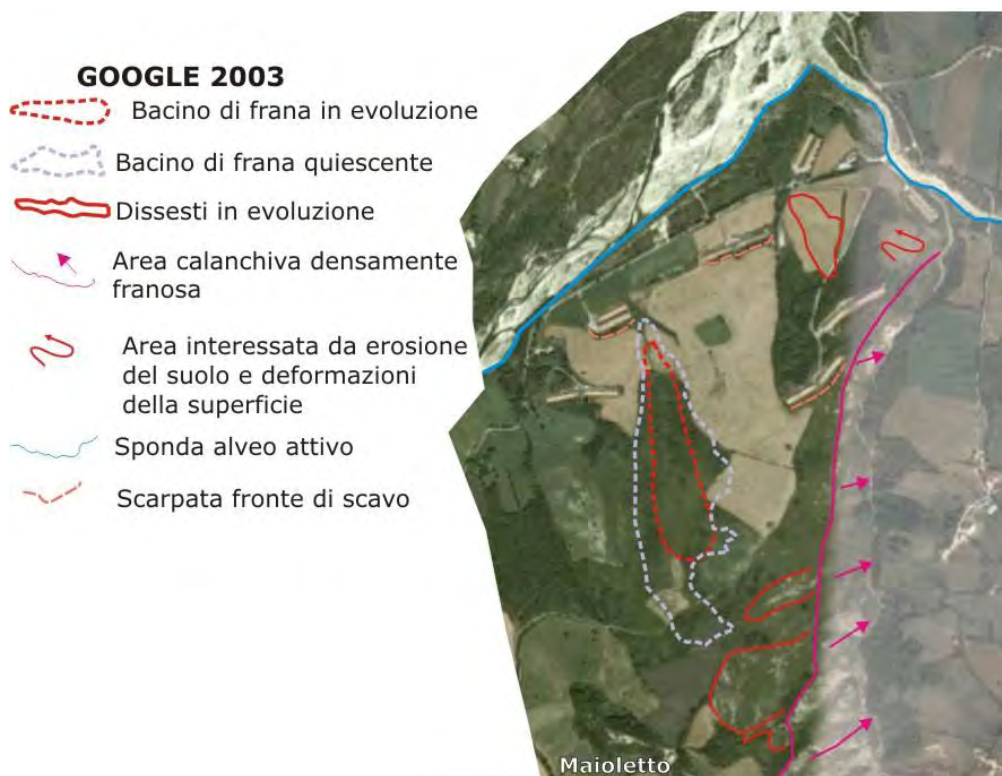 GOOGLE 2003
Bacino di frana in evoluzione
Bacino di frana quiescente
Dissesti in evoluzione
Area calanchiva densamente
franosa
Area interessata da erosione
del suolo e deformazioni
della superficie
Sponda alveo attivo
Scarpata fronte di scavo
Maioletto